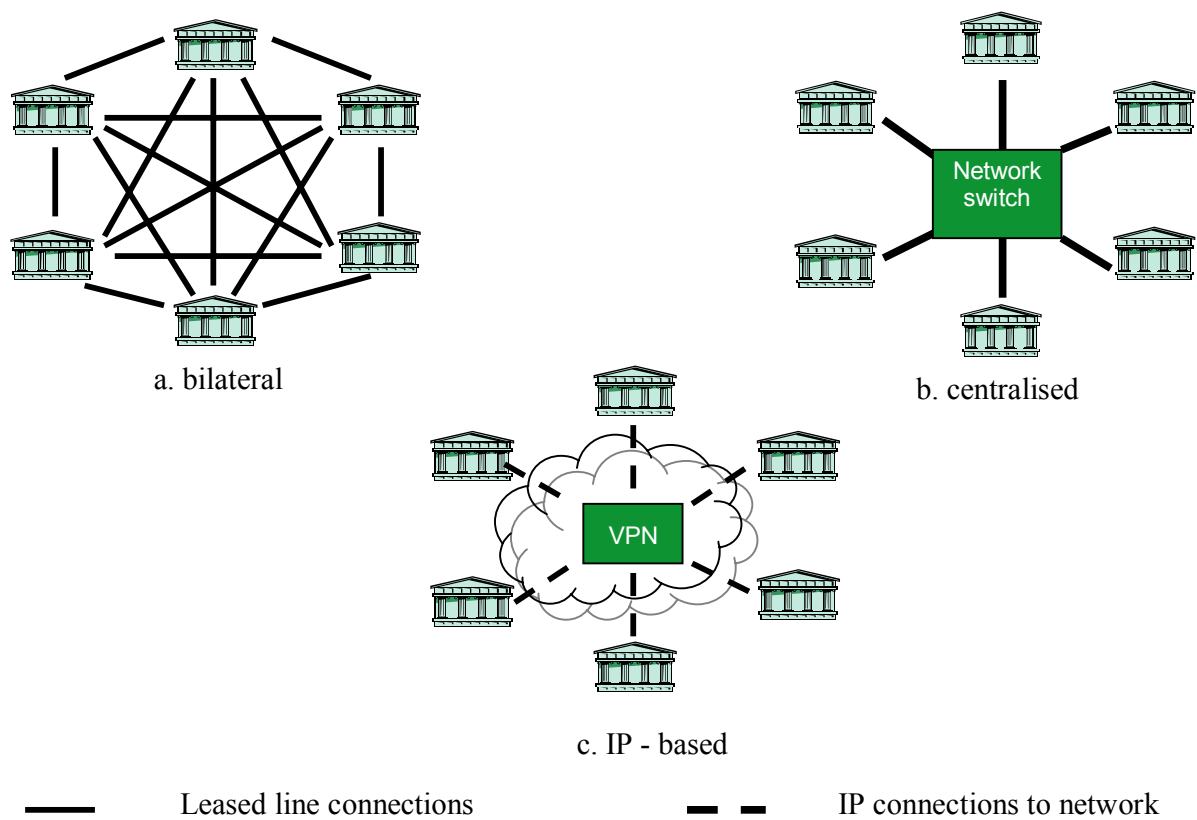 Network
switch
a. bilateral
b. centralised
VPN
c. IP - based
Leased line connections
IP connections to network